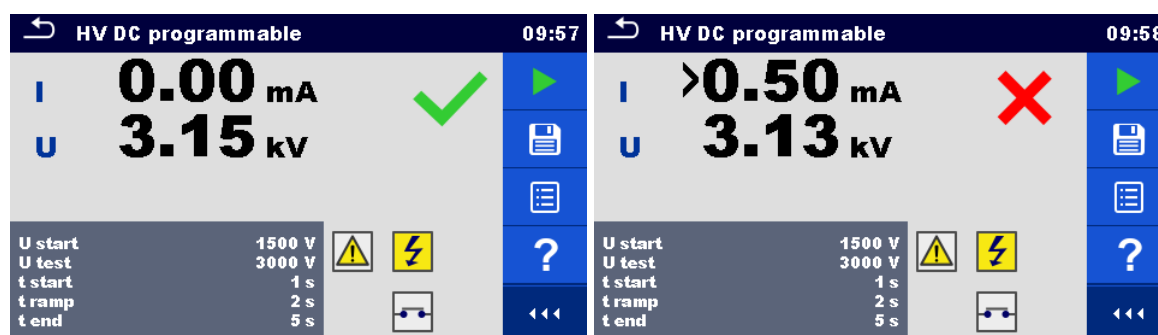 HV DC programmable 09:57
I 0.00 mA
U 3.15 kV
U start 1500 V
U test 3000 V
t start 1 s
t ramp 2 s
t end 5 s
?
HV DC programmable 09:58
I >0.50 mA
U 3.13 kV
U start 1500 V
U test 3000 V
t start 1 s
t ramp 2 s
t end 5 s
?